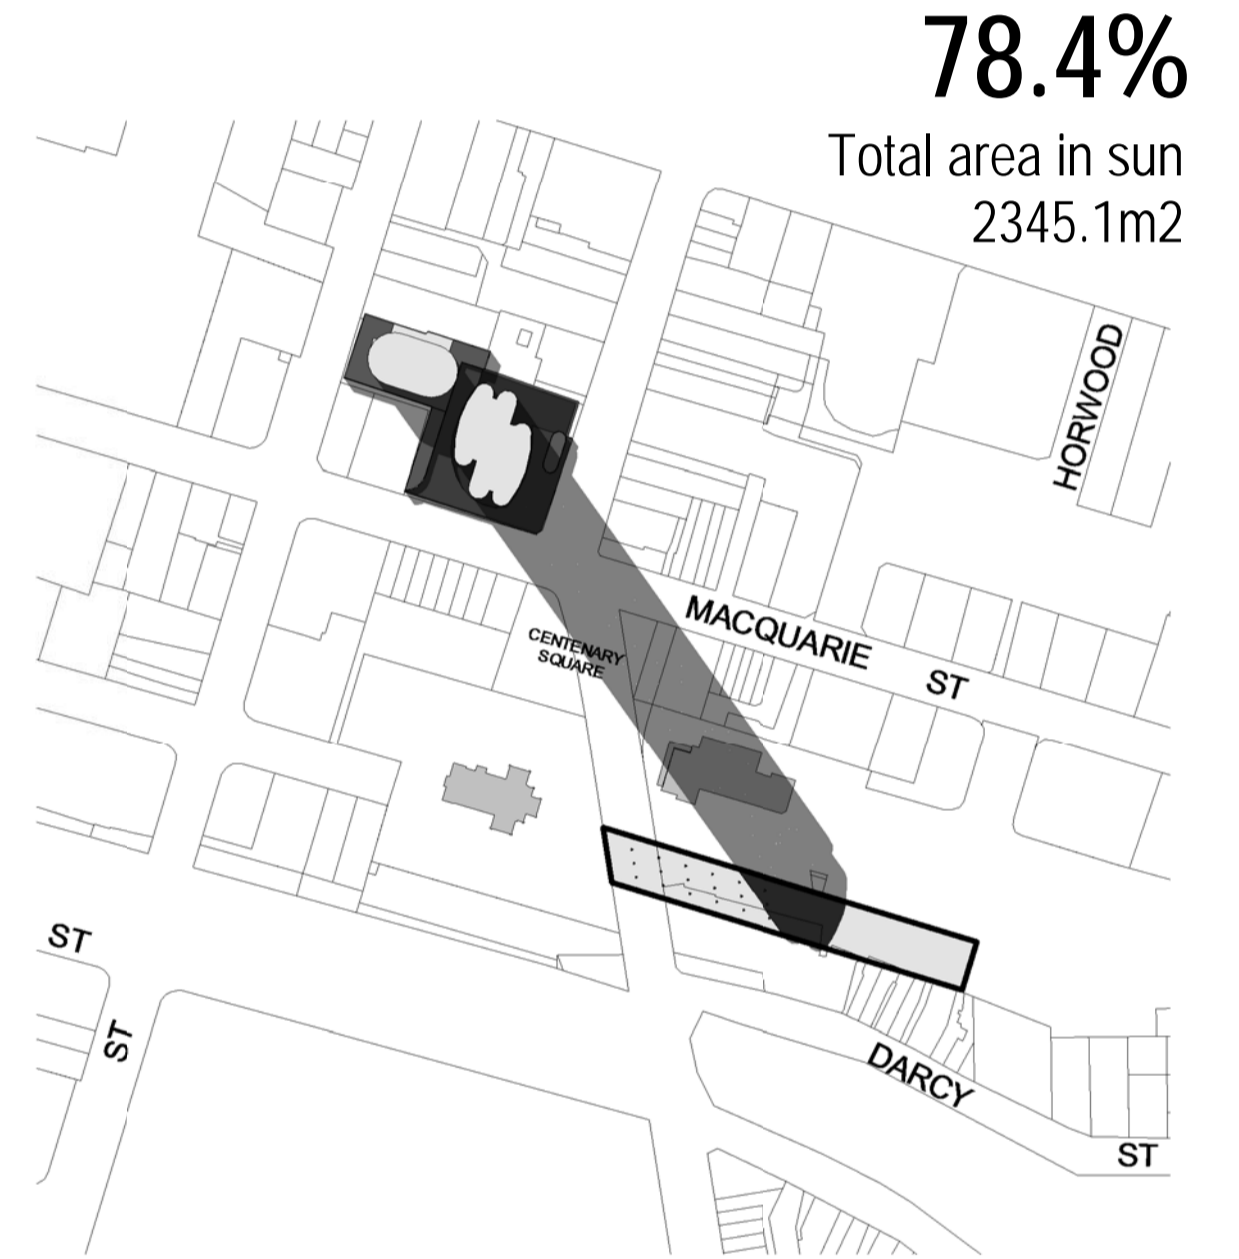 78.4%
Total area in sun
2345.1m2
HORWOOD
MACQUARIE ST
CENTENARY
SQUARE
ST
ST
DARCY
ST